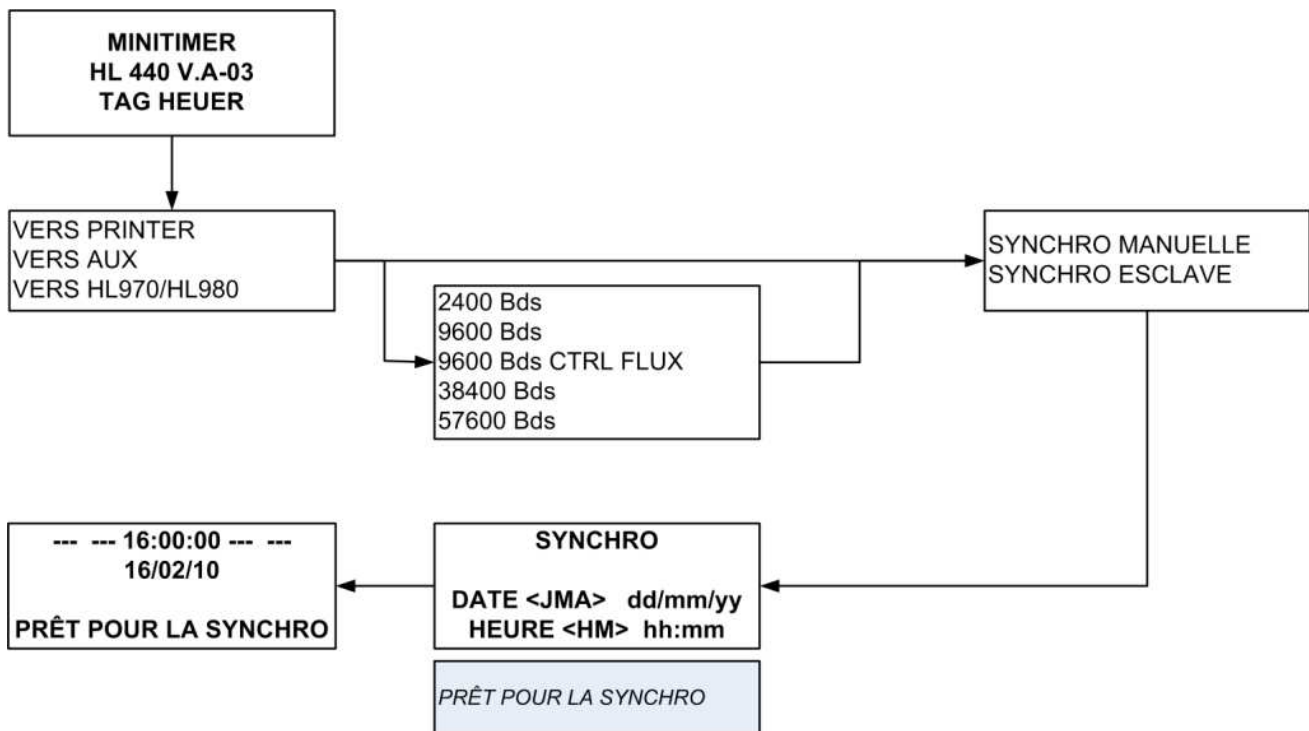 MINITIMER
HL 440 V.A-03
TAG HEUER
VERS PRINTER
VERS AUX
VERS HL970/HL980
2400 Bds
9600 Bds
9600 Bds CTRL FLUX
38400 Bds
57600 Bds
SYNCHRO MANUELLE
SYNCHRO ESCLAVE
--- --- 16:00:00 --- ---
16/02/10
PRÊT POUR LA SYNCHRO
SYNCHRO
DATE <JMA> dd/mm/yy
HEURE <HM> hh:mm
PRÊT POUR LA SYNCHRO